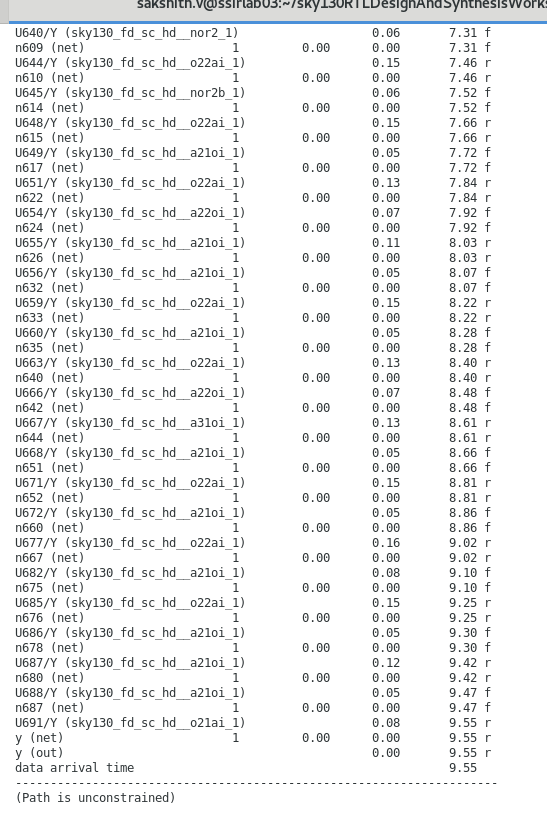 sakshith.v@ssirlab03:~/sky130RTLDesignAndSynthesisWorks
U640/Y (sky130_fd_sc_hd__nor2_1) 0.06 7.31 f
n609 (net) 1 0.00 0.00 7.31 f
U644/Y (sky130_fd_sc_hd__o22ai_1) 0.15 7.46 r
n610 (net) 1 0.00 0.00 7.46 r
U645/Y (sky130_fd_sc_hd__nor2b_1) 0.06 7.52 f
n614 (net) 1 0.00 0.00 7.52 f
U648/Y (sky130_fd_sc_hd__o22ai_1) 0.15 7.66 r
n615 (net) 1 0.00 0.00 7.66 r
U649/Y (sky130_fd_sc_hd__a21oi_1) 0.05 7.72 f
n617 (net) 1 0.00 0.00 7.72 f
U651/Y (sky130_fd_sc_hd__o22ai_1) 0.13 7.84 r
n622 (net) 1 0.00 0.00 7.84 r
U654/Y (sky130_fd_sc_hd__a22oi_1) 0.07 7.92 f
n624 (net) 1 0.00 0.00 7.92 f
U655/Y (sky130_fd_sc_hd__a21oi_1) 0.11 8.03 r
n626 (net) 1 0.00 0.00 8.03 r
U656/Y (sky130_fd_sc_hd__a21oi_1) 0.05 8.07 f
n632 (net) 1 0.00 0.00 8.07 f
U659/Y (sky130_fd_sc_hd__o22ai_1) 0.15 8.22 r
n633 (net) 1 0.00 0.00 8.22 r
U660/Y (sky130_fd_sc_hd__a21oi_1) 0.05 8.28 f
n635 (net) 1 0.00 0.00 8.28 f
U663/Y (sky130_fd_sc_hd__o22ai_1) 0.13 8.40 r
n640 (net) 1 0.00 0.00 8.40 r
U666/Y (sky130_fd_sc_hd__a22oi_1) 0.07 8.48 f
n642 (net) 1 0.00 0.00 8.48 f
U667/Y (sky130_fd_sc_hd__a31oi_1) 0.13 8.61 r
n644 (net) 1 0.00 0.00 8.61 r
U668/Y (sky130_fd_sc_hd__a21oi_1) 0.05 8.66 f
n651 (net) 1 0.00 0.00 8.66 f
U671/Y (sky130_fd_sc_hd__o22ai_1) 0.15 8.81 r
n652 (net) 1 0.00 0.00 8.81 r
U672/Y (sky130_fd_sc_hd__a21oi_1) 0.05 8.86 f
n660 (net) 1 0.00 0.00 8.86 f
U677/Y (sky130_fd_sc_hd__o22ai_1) 0.16 9.02 r
n667 (net) 1 0.00 0.00 9.02 r
U682/Y (sky130_fd_sc_hd__a21oi_1) 0.08 9.10 f
n675 (net) 1 0.00 0.00 9.10 f
U685/Y (sky130_fd_sc_hd__o22ai_1) 0.15 9.25 r
n676 (net) 1 0.00 0.00 9.25 r
U686/Y (sky130_fd_sc_hd__a21oi_1) 0.05 9.30 f
n678 (net) 1 0.00 0.00 9.30 f
U687/Y (sky130_fd_sc_hd__a21oi_1) 0.12 9.42 r
n680 (net) 1 0.00 0.00 9.42 r
U688/Y (sky130_fd_sc_hd__a21oi_1) 0.05 9.47 f
n687 (net) 1 0.00 0.00 9.47 f
U691/Y (sky130_fd_sc_hd__o21ai_1) 0.08 9.55 r
y (net) 1 0.00 0.00 9.55 r
y (out) 0.00 9.55 r
data arrival time 9.55
----------------------------------------------------------------
(Path is unconstrained)